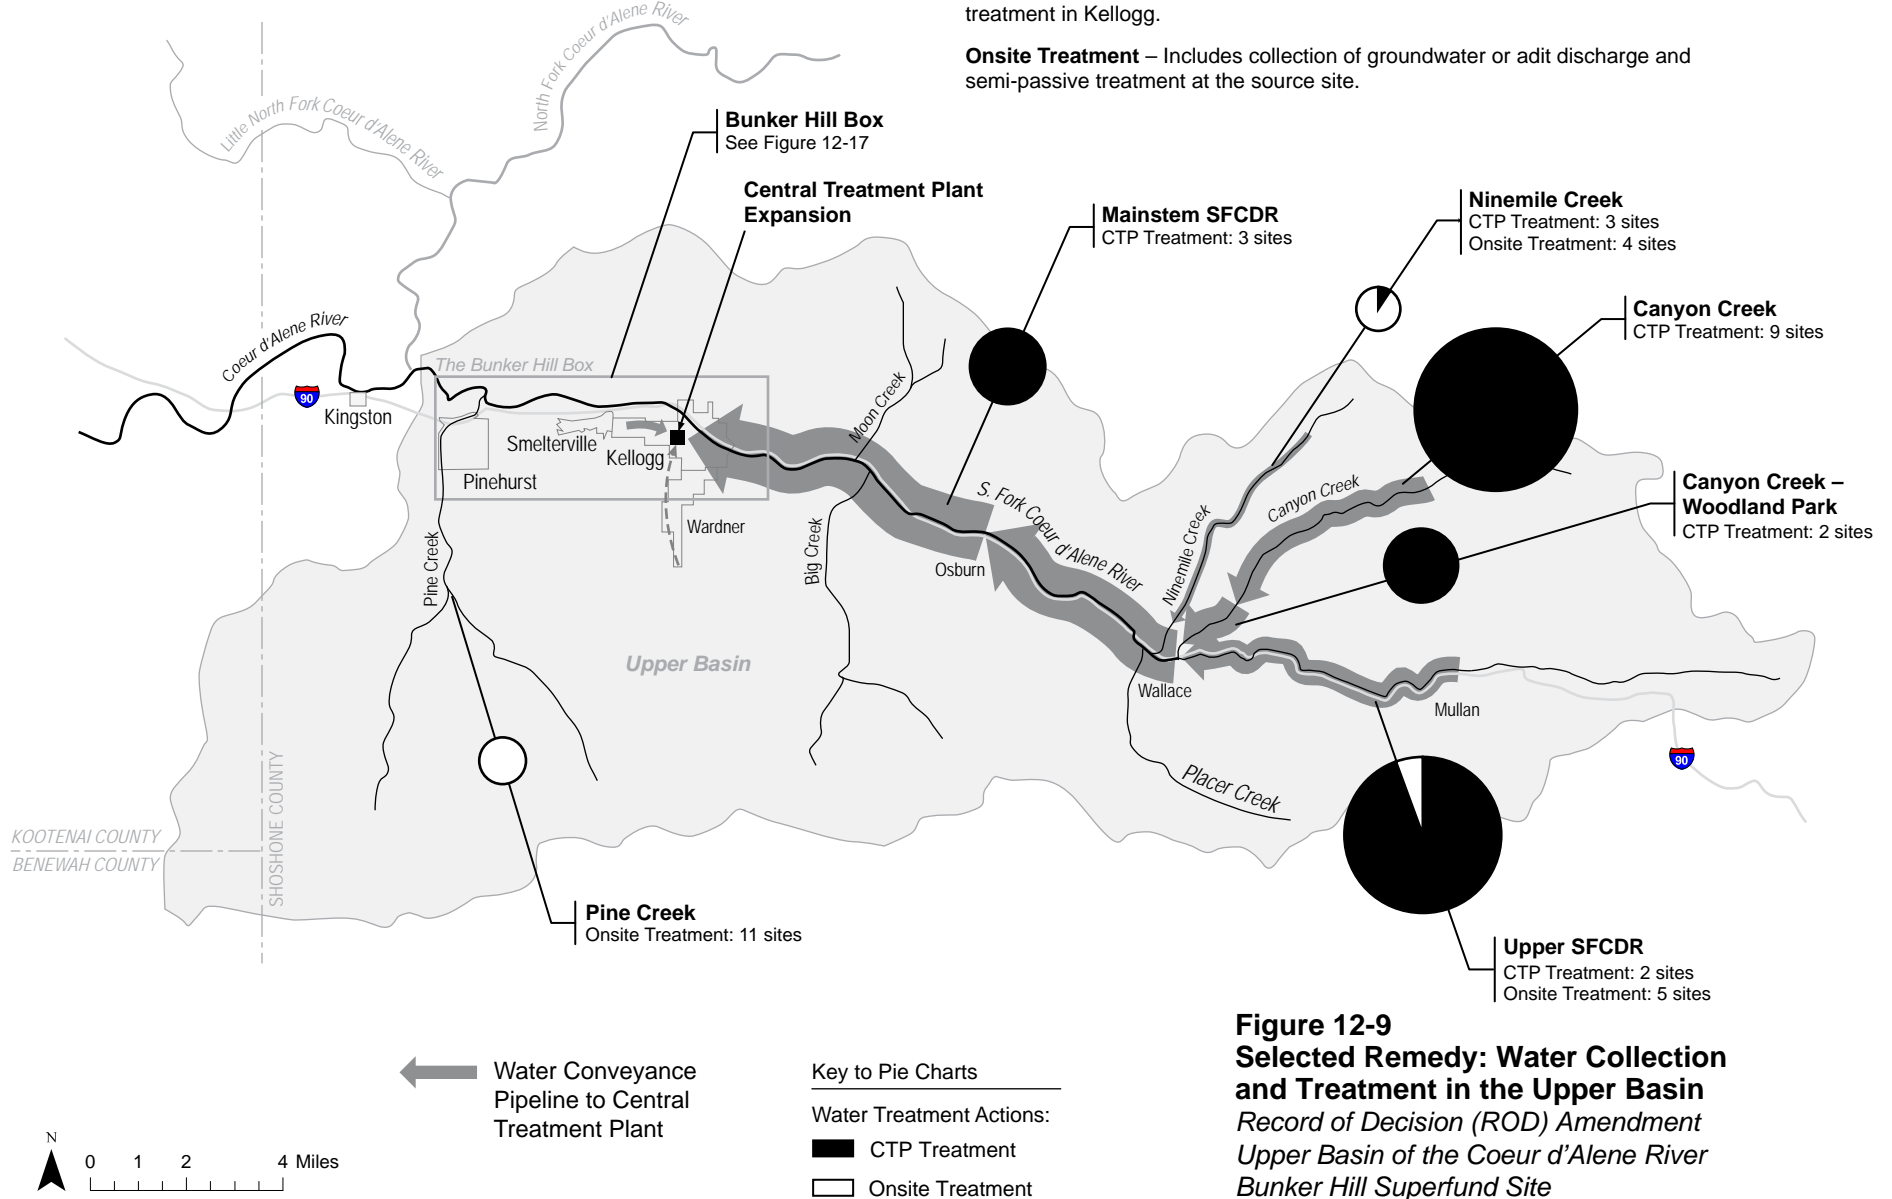 treatment in Kellogg.
Onsite Treatment – Includes collection of groundwater or adit discharge and
semi-passive treatment at the source site.
North Fork Coeur d'Alene River
Little North Fork Coeur d'Alene River
Bunker Hill Box
See Figure 12-17
Central Treatment Plant
Expansion
Mainstem SFCDR
CTP Treatment: 3 sites
Ninemile Creek
CTP Treatment: 3 sites
Onsite Treatment: 4 sites
Canyon Creek
CTP Treatment: 9 sites
Canyon Creek –
Woodland Park
CTP Treatment: 2 sites
Coeur d'Alene River
90
Kingston
The Bunker Hill Box
Smelterville
Kellogg
Pinehurst
Wardner
Moon Creek
Big Creek
Pine Creek
S. Fork Coeur d'Alene River
Osburn
Ninemile Creek
Canyon Creek
Upper Basin
Wallace
Mullan
Placer Creek
90
KOOTENAI COUNTY
BENEWAH COUNTY
SHOSHONE COUNTY
Pine Creek
Onsite Treatment: 11 sites
Upper SFCDR
CTP Treatment: 2 sites
Onsite Treatment: 5 sites
Figure 12-9
Selected Remedy: Water Collection
and Treatment in the Upper Basin
Record of Decision (ROD) Amendment
Upper Basin of the Coeur d'Alene River
Bunker Hill Superfund Site
Water Conveyance
Pipeline to Central
Treatment Plant
Key to Pie Charts
Water Treatment Actions:
CTP Treatment
Onsite Treatment
N
0 1 2 4 Miles